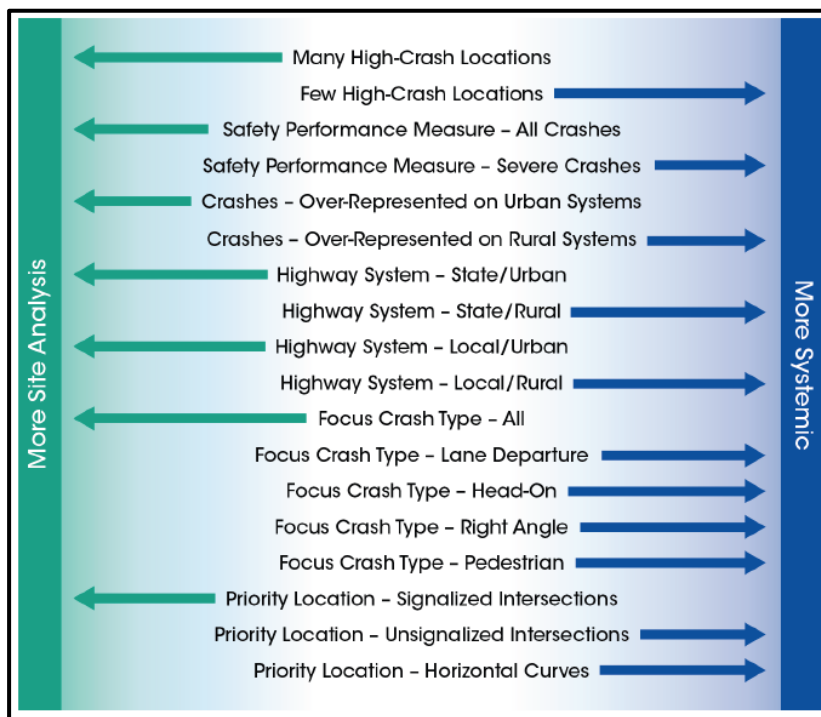 More Site Analysis
Many High-Crash Locations
Few High-Crash Locations
Safety Performance Measure – All Crashes
Safety Performance Measure – Severe Crashes
Crashes – Over-Represented on Urban Systems
Crashes – Over-Represented on Rural Systems
Highway System – State/Urban
Highway System – State/Rural
Highway System – Local/Urban
Highway System – Local/Rural
Focus Crash Type – All
Focus Crash Type – Lane Departure
Focus Crash Type – Head-On
Focus Crash Type – Right Angle
Focus Crash Type – Pedestrian
Priority Location – Signalized Intersections
Priority Location – Unsignalized Intersections
Priority Location – Horizontal Curves
More Systemic